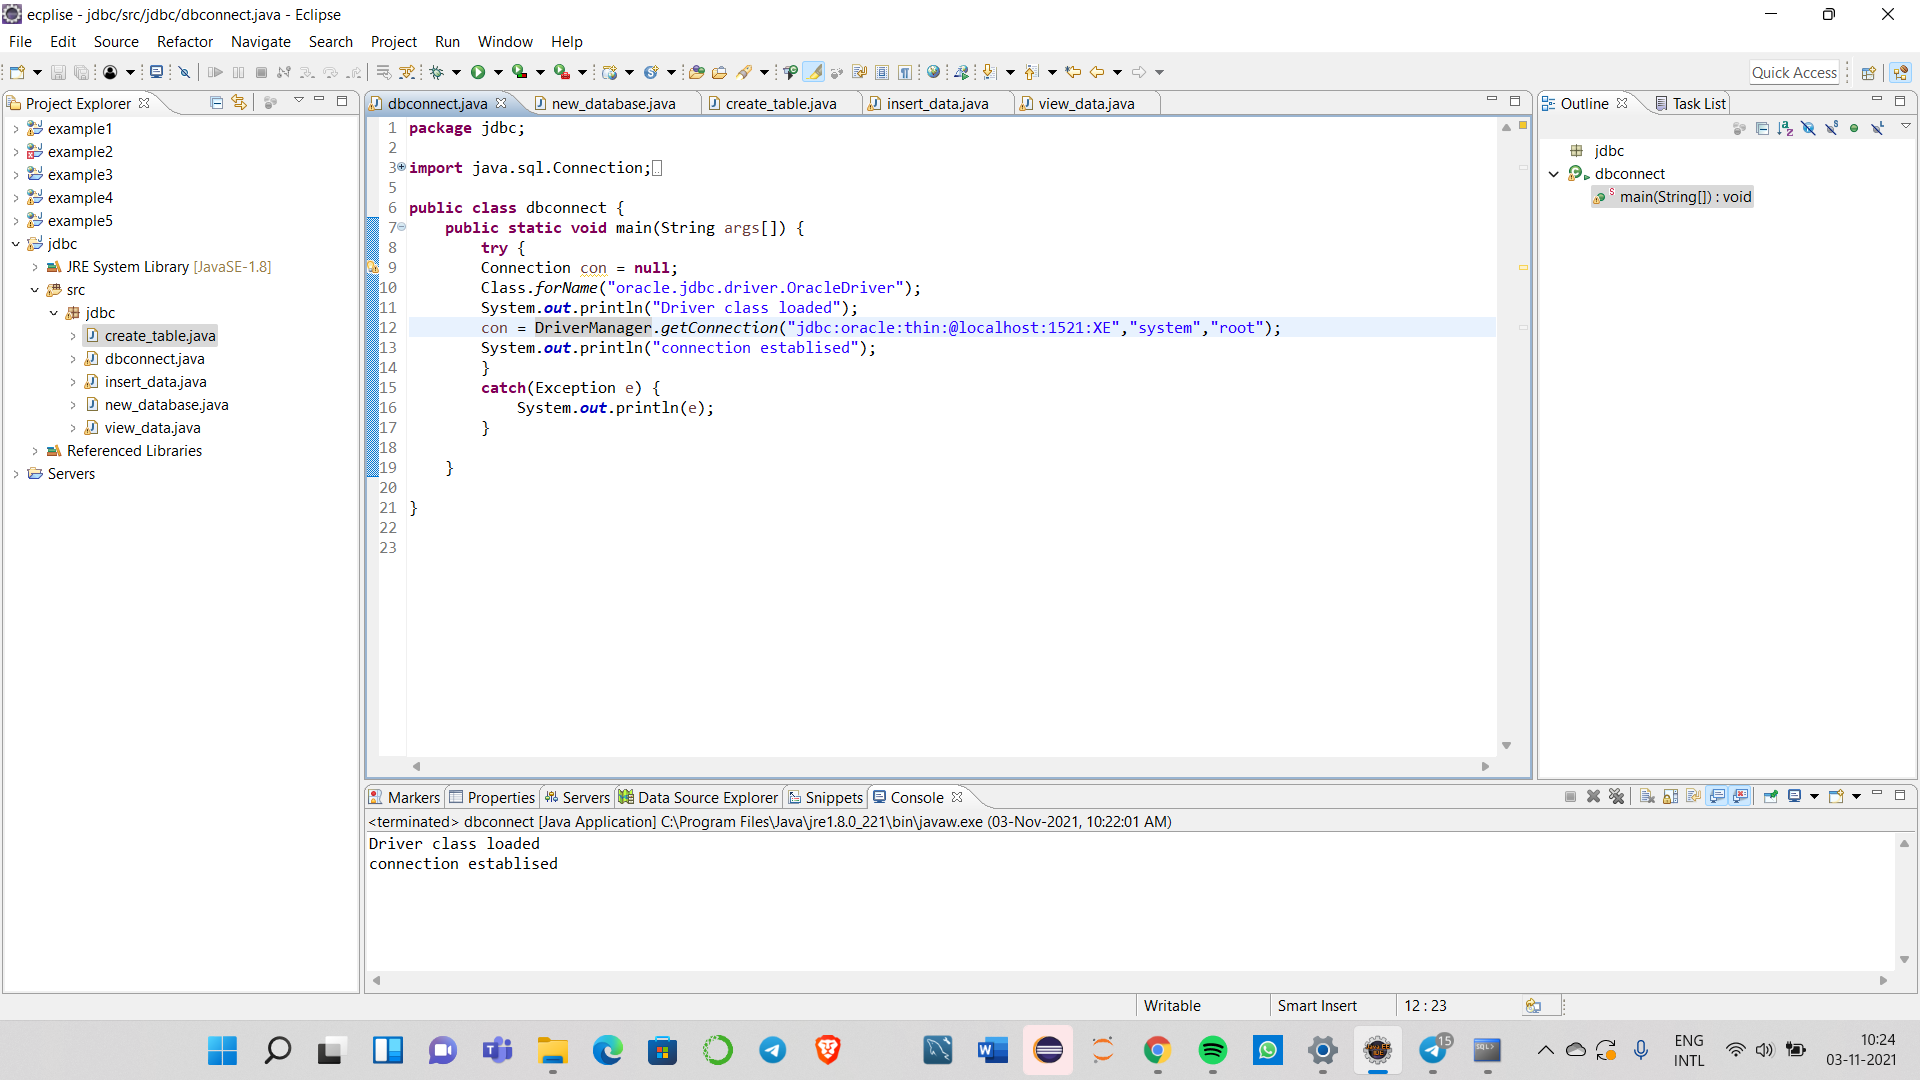 ecplise - jdbc/src/jdbc/dbconnect.java - Eclipse
File Edit Source Refactor Navigate Search Project Run Window Help
Quick Access
Project Explorer
example1
example2
example3
example4
example5
jdbc
JRE System Library [JavaSE-1.8]
src
jdbc
create_table.java
dbconnect.java
insert_data.java
new_database.java
view_data.java
Referenced Libraries
Servers
dbconnect.java new_database.java create_table.java insert_data.java view_data.java
1 package jdbc;
2
3 import java.sql.Connection;
5
6 public class dbconnect {
7 public static void main(String args[]) {
8 try {
9 Connection con = null;
10 Class.forName("oracle.jdbc.driver.OracleDriver");
11 System.out.println("Driver class loaded");
12 con = DriverManager.getConnection("jdbc:oracle:thin:@localhost:1521:XE","system","root");
13 System.out.println("connection establised");
14 }
15 catch(Exception e) {
16 System.out.println(e);
17 }
18
19 }
20
21 }
22
23
Outline Task List
jdbc
dbconnect
main(String[]) : void
Markers Properties Servers Data Source Explorer Snippets Console
<terminated> dbconnect [Java Application] C:\Program Files\Java\jre1.8.0_221\bin\javaw.exe (03-Nov-2021, 10:22:01 AM)
Driver class loaded
connection establised
Writable Smart Insert 12 : 23
15
SQL>
ENG
INTL
10:24
03-11-2021